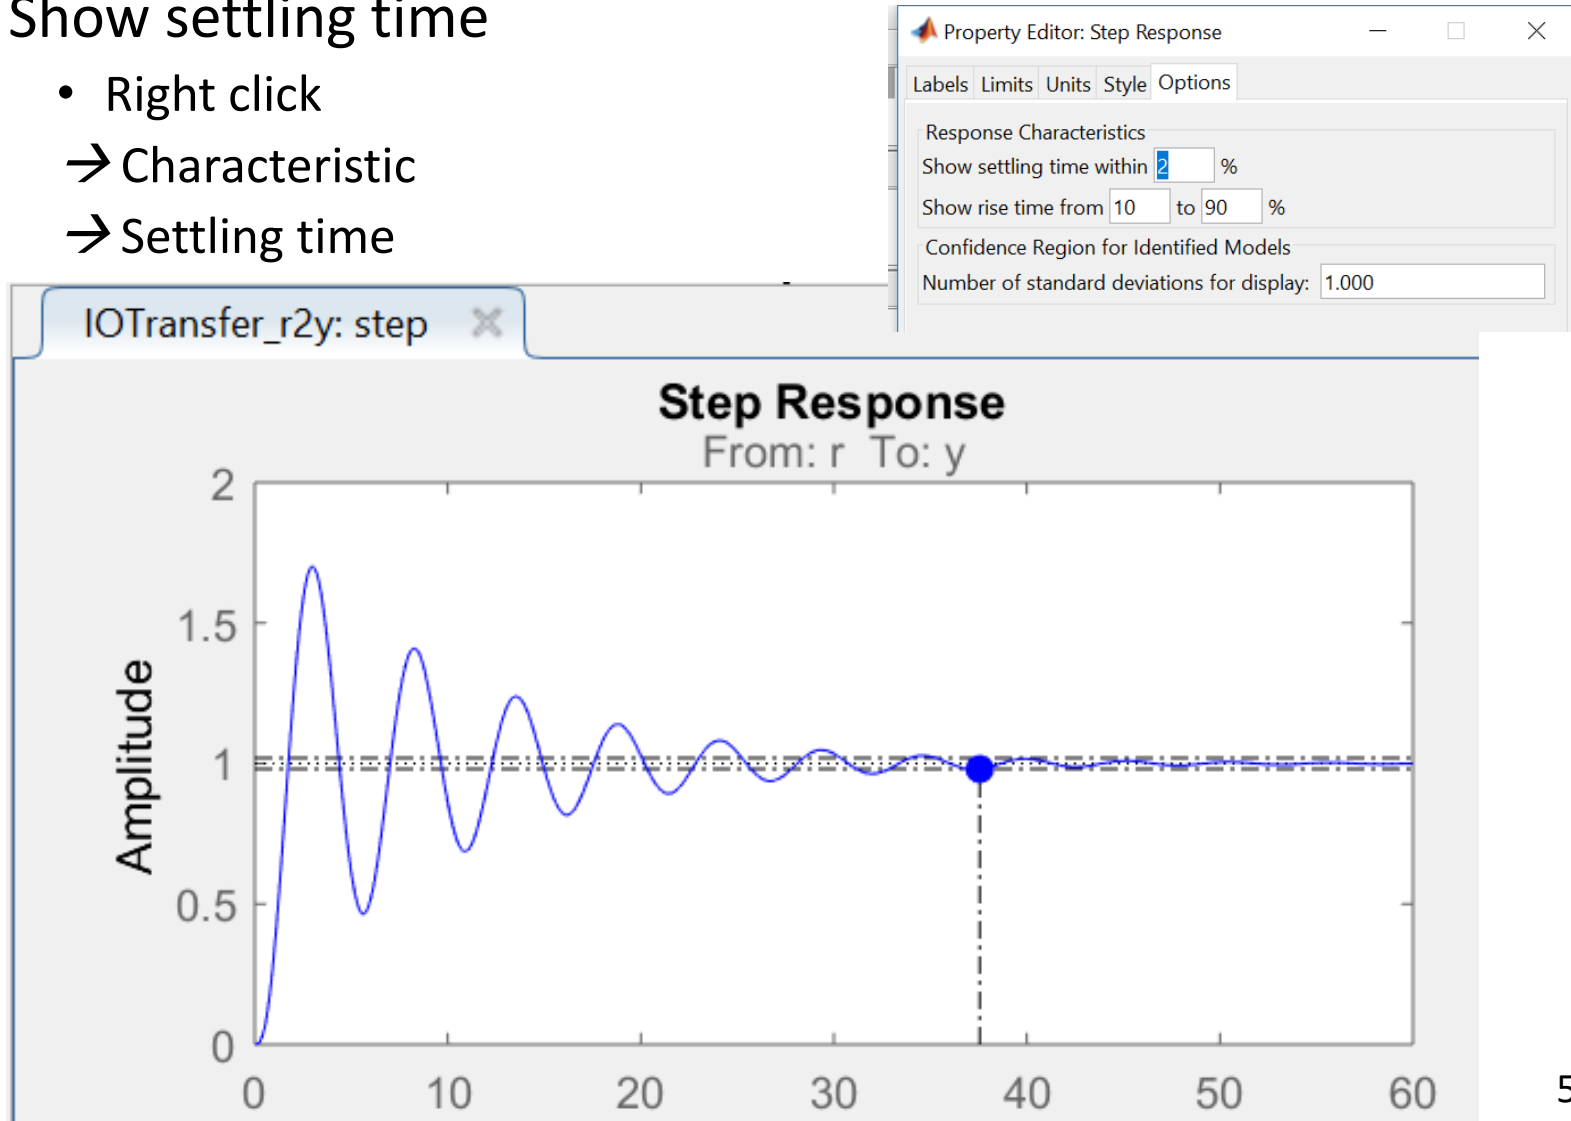 Show settling time
• Right click
→ Characteristic
→ Settling time
Property Editor: Step Response
Labels Limits Units Style Options
Response Characteristics
Show settling time within 2 %
Show rise time from 10 to 90 %
Confidence Region for Identified Models
Number of standard deviations for display: 1.000
IOTransfer_r2y: step
Step Response
From: r To: y
Amplitude
2
1.5
1
0.5
0
0 10 20 30 40 50 60
5